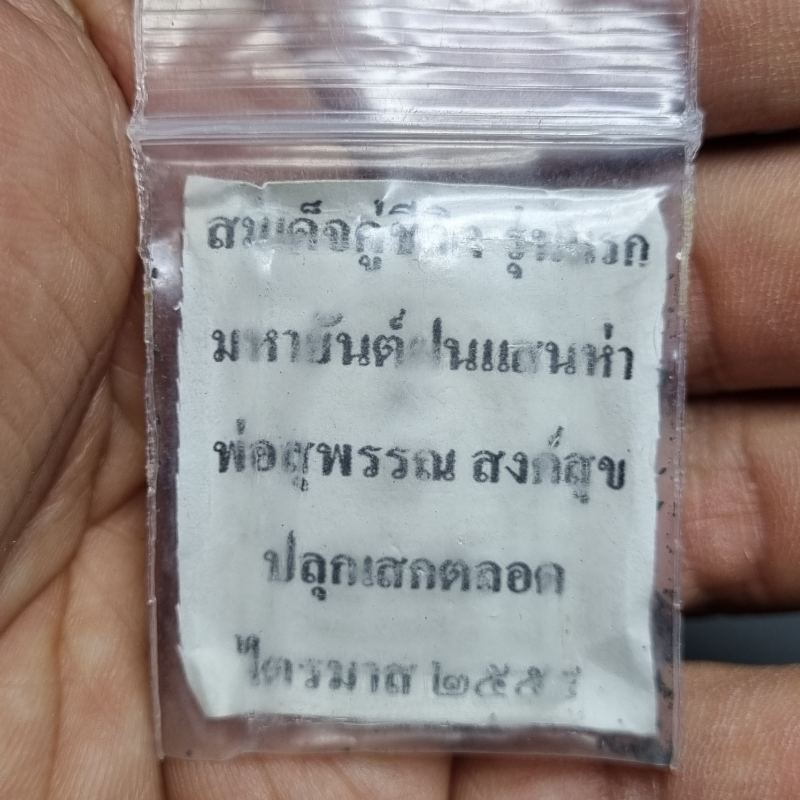 สมเด็จคู่ชีวิต รุ่นแรก
มหายันต์ฝนแสนห่า
พ่อสุพรรณ สงค์สุข
ปลุกเสกตลอด
ไตรมาส